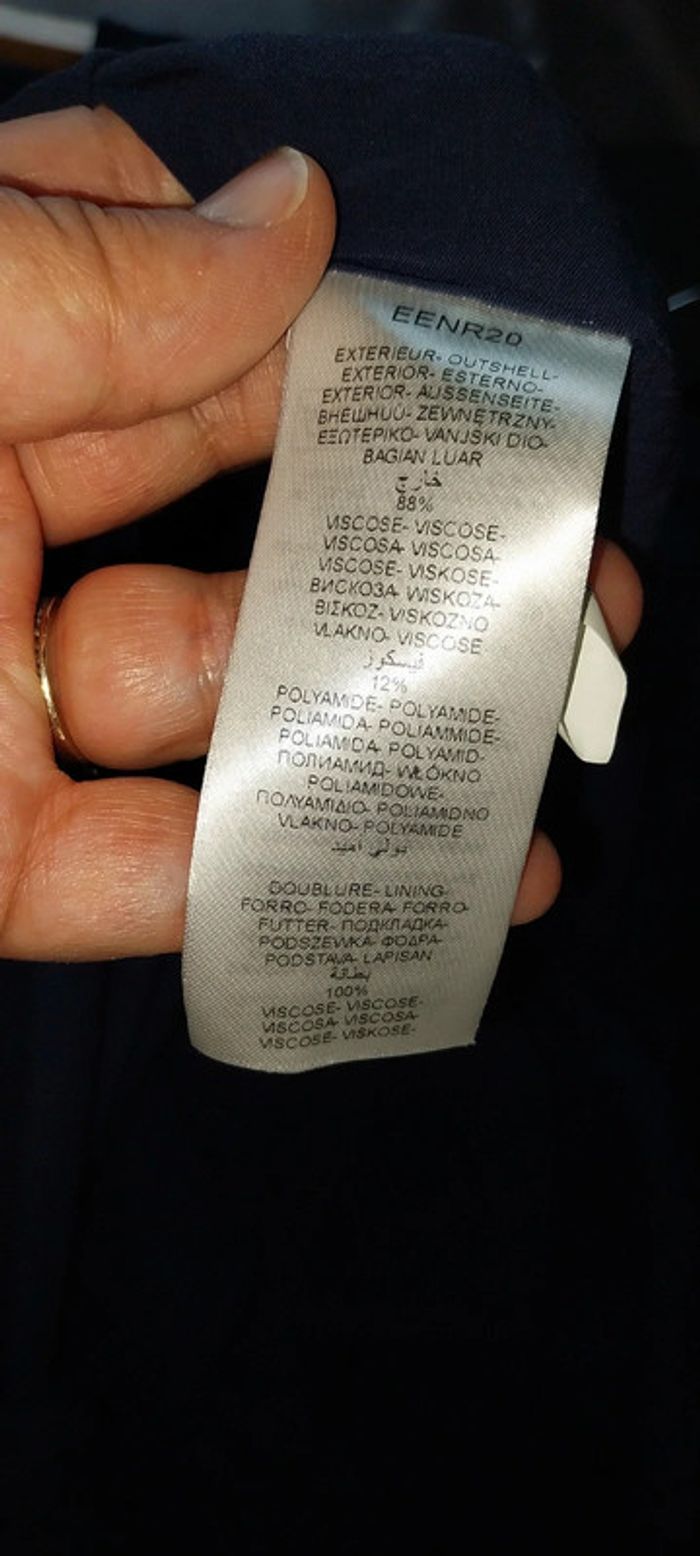 EENR20
EXTERIEUR- OUTSHELL-
EXTERIOR- ESTERNO-
EXTERIOR- AUSSENSEITE-
ВНЕШНИЙ- ZEWNĘTRZNY-
ΕΞΩΤΕΡΙΚΟ- VANJSKI DIO-
BAGIAN LUAR
خارج
88%
VISCOSE- VISCOSE-
VISCOSA- VISCOSA-
VISCOSE- VISKOSE-
ВИСКОЗА- WISKOZA-
ΒΙΣΚΟΖ- VISKOZNO
VLAKNO- VISCOSE
فيسكوز
12%
POLYAMIDE- POLYAMIDE-
POLIAMIDA- POLIAMMIDE-
POLIAMIDA- POLYAMID-
ПОЛИАМИД- WŁÓKNO
POLIAMIDOWE-
ΠΟΛΥΑΜΙΔΙΟ- POLIAMIDNO
VLAKNO- POLYAMIDE
بولي أميد
DOUBLURE- LINING-
FORRO- FODERA- FORRO-
FUTTER- ПОДКЛАДКА-
PODSZEWKA- ΦΟΔΡΑ-
PODSTAVA- LAPISAN
بطانة
100%
VISCOSE- VISCOSE-
VISCOSA- VISCOSA-
VISCOSE- VISKOSE-